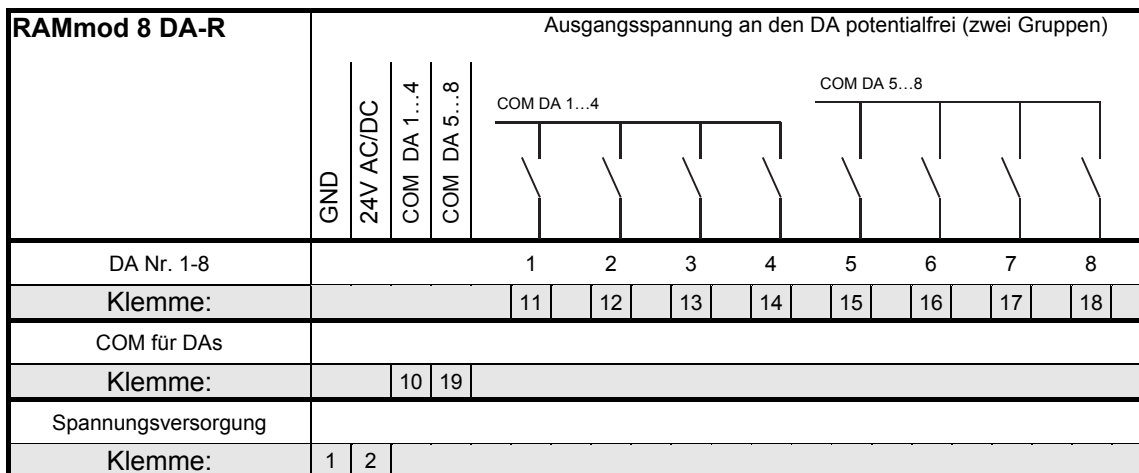 RAMmod 8 DA-R
Ausgangsspannung an den DA potentialfrei (zwei Gruppen)
GND
24V AC/DC
COM DA 1…4
COM DA 5…8
COM DA 1…4
COM DA 5…8
DA Nr. 1-8 1 2 3 4 5 6 7 8
Klemme: 11 12 13 14 15 16 17 18
COM für DAs
Klemme: 10 19
Spannungsversorgung
Klemme: 1 2